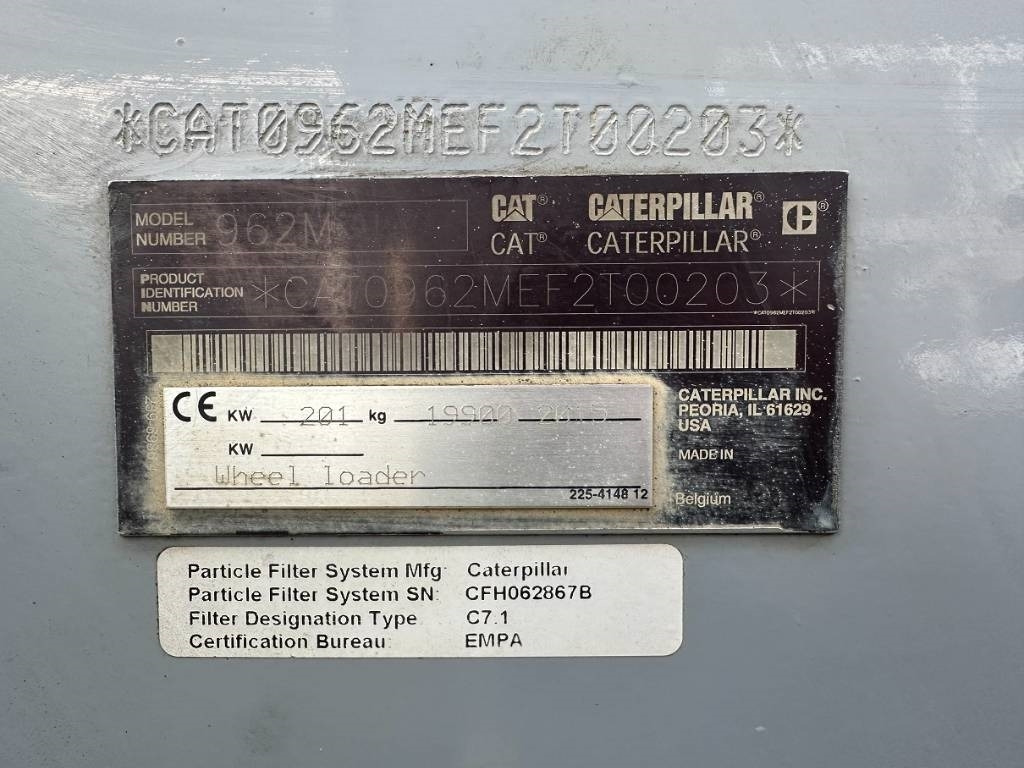 *CAT0962MEF2T00203*
MODEL NUMBER 962M
CAT® CATERPILLAR® ®
CAT® CATERPILLAR®
PRODUCT IDENTIFICATION NUMBER *CAT0962MEF2T00203*
*CAT0962MEF2T00203*
CE KW 201 kg 19900 2015
KW
Wheel loader
225-4148 12
CATERPILLAR INC.
PEORIA, IL 61629
USA
MADE IN
Belgium
Particle Filter System Mfg: Caterpillar
Particle Filter System SN: CFH062867B
Filter Designation Type C7.1
Certification Bureau: EMPA